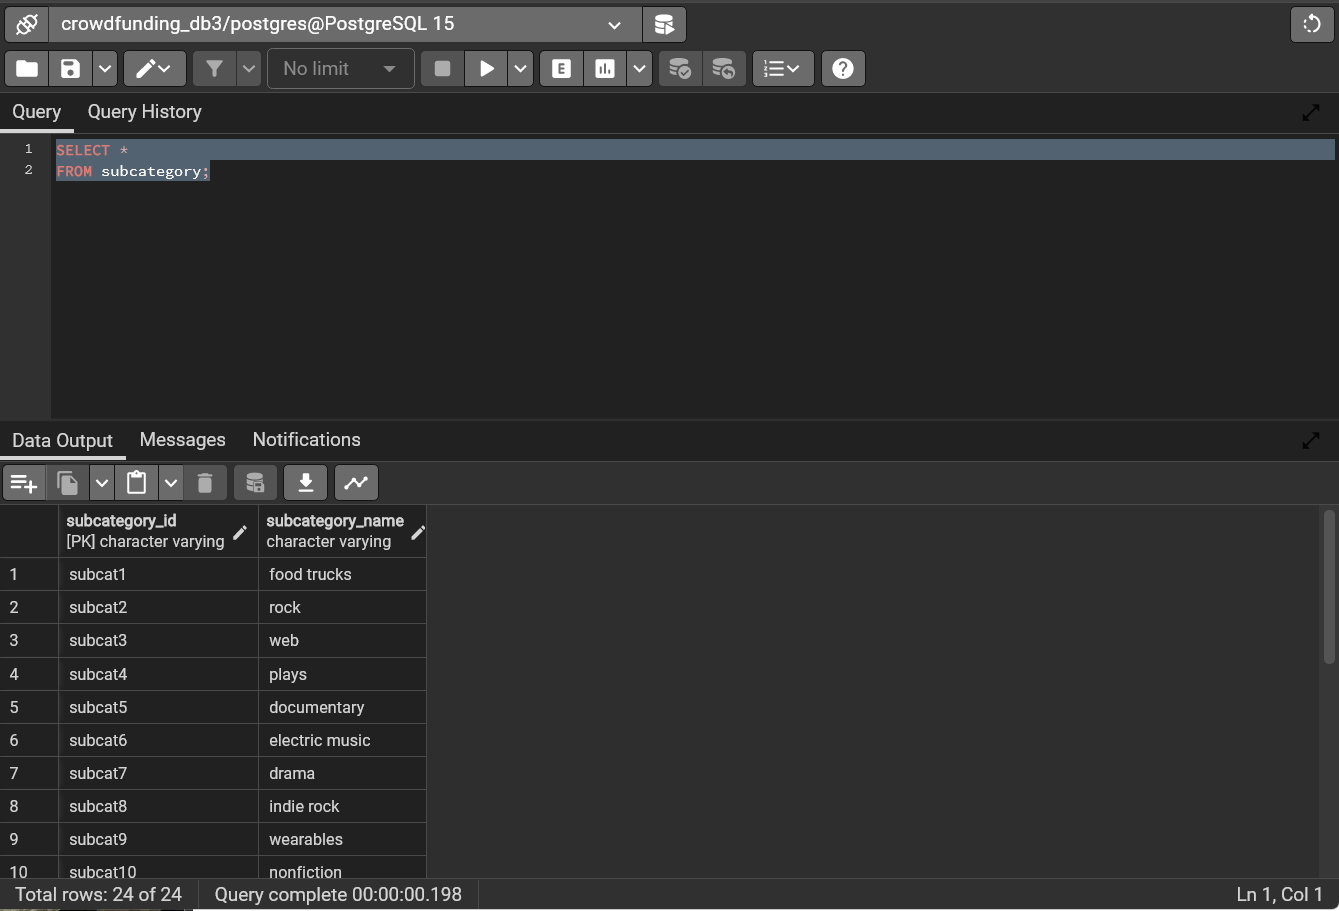 crowdfunding_db3/postgres@PostgreSQL 15
No limit
E
Query Query History
1 SELECT *
2 FROM subcategory;
Data Output Messages Notifications
subcategory_id subcategory_name
[PK] character varying character varying
1 subcat1 food trucks
2 subcat2 rock
3 subcat3 web
4 subcat4 plays
5 subcat5 documentary
6 subcat6 electric music
7 subcat7 drama
8 subcat8 indie rock
9 subcat9 wearables
10 subcat10 nonfiction
Total rows: 24 of 24 Query complete 00:00:00.198 Ln 1, Col 1